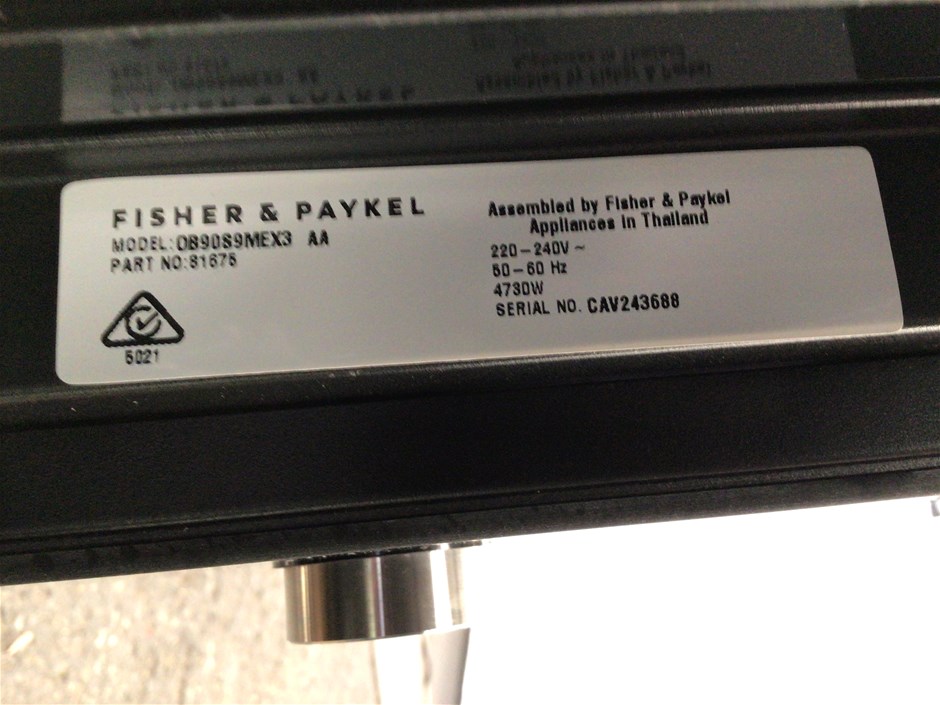 FISHER & PAYKEL
MODEL:OB90S9MEX3 AA
PART NO:81675
5021
Assembled by Fisher & Paykel
Appliances in Thailand
220-240V ~
50-60 Hz
4730W
SERIAL NO. CAV243688